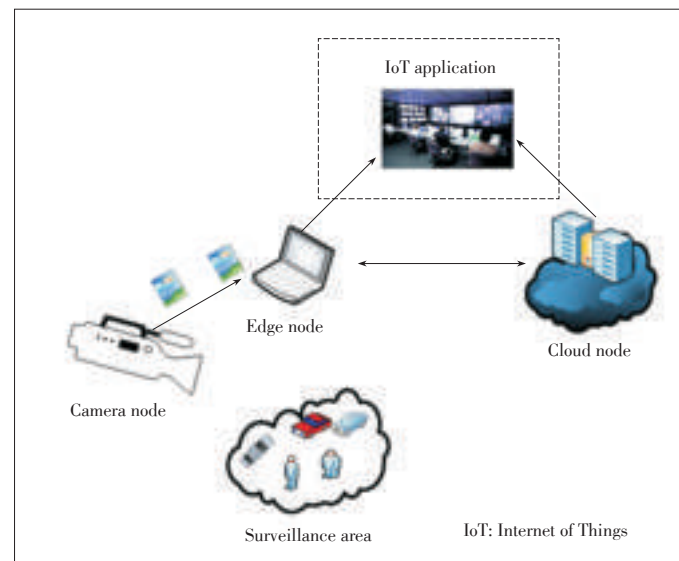 IoT application
Edge node
Cloud node
Camera node
Surveillance area
IoT: Internet of Things